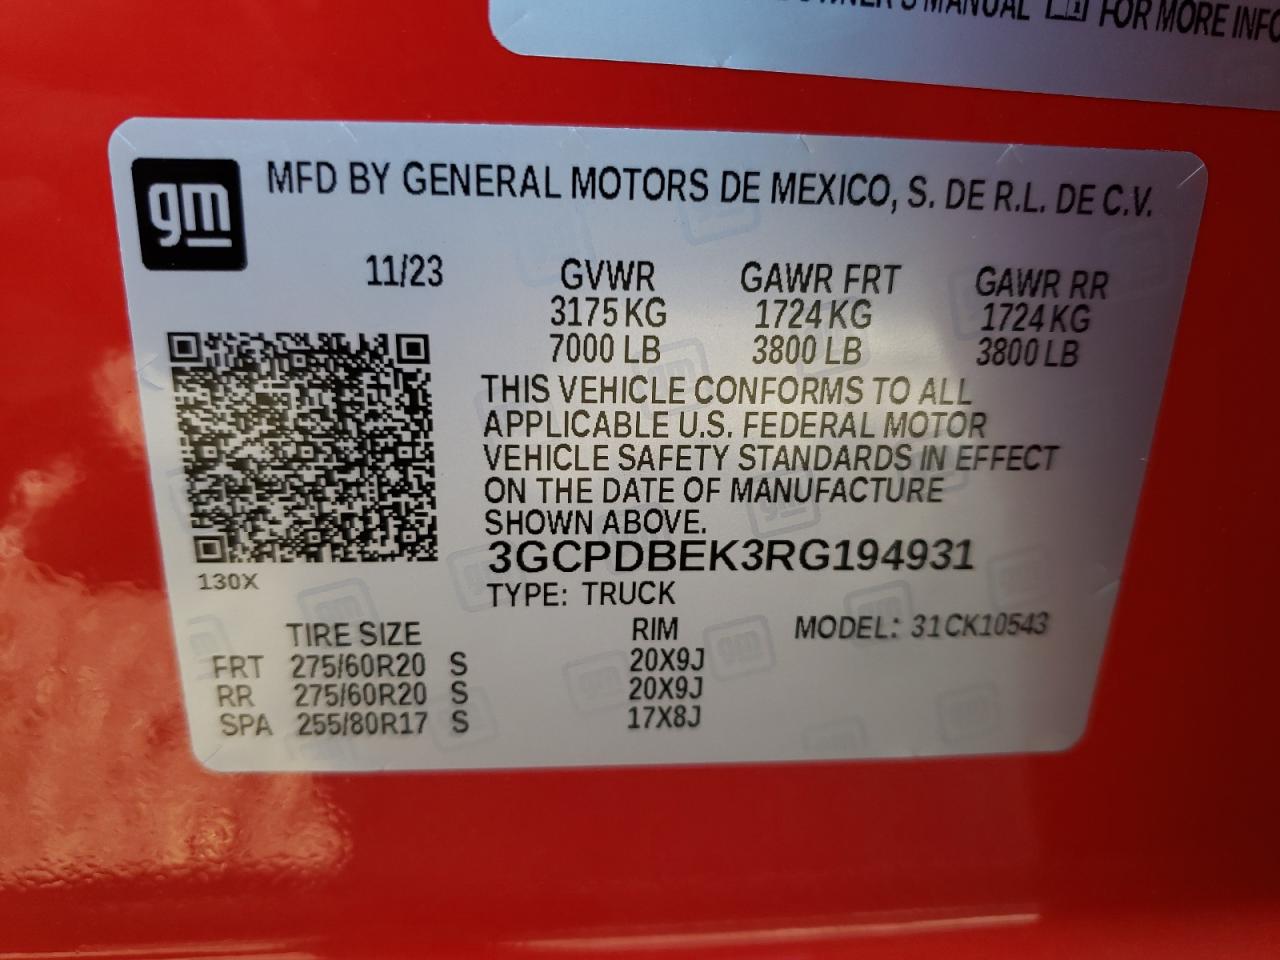 OWNER'S MANUAL FOR MORE INFO
gm
MFD BY GENERAL MOTORS DE MEXICO, S. DE R.L. DE C.V.
11/23 GVWR GAWR FRT GAWR RR
3175 KG 1724 KG 1724 KG
7000 LB 3800 LB 3800 LB
THIS VEHICLE CONFORMS TO ALL
APPLICABLE U.S. FEDERAL MOTOR
VEHICLE SAFETY STANDARDS IN EFFECT
ON THE DATE OF MANUFACTURE
SHOWN ABOVE.
3GCPDBEK3RG194931
130X
TYPE: TRUCK
TIRE SIZE RIM MODEL: 31CK10543
FRT 275/60R20 S 20X9J
RR 275/60R20 S 20X9J
SPA 255/80R17 S 17X8J